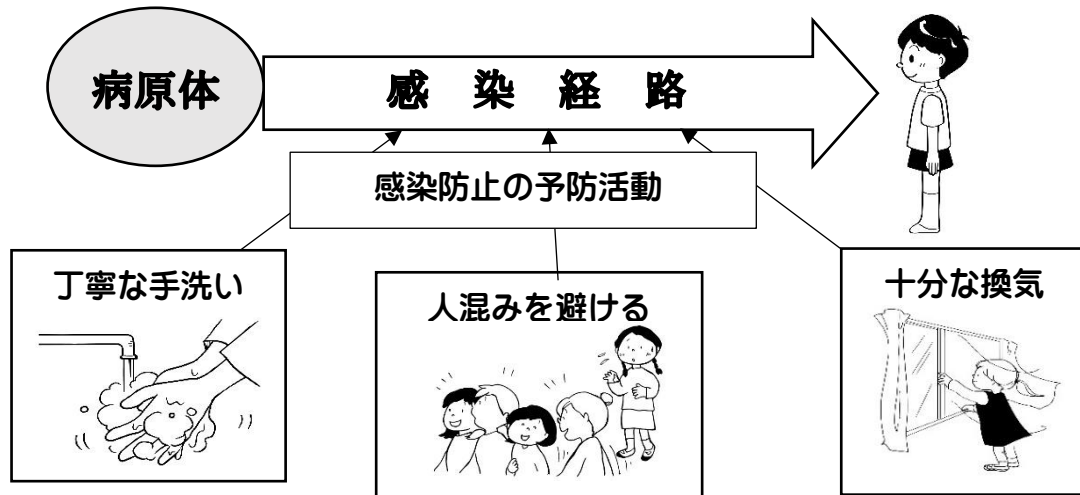 病原体
感染経路
感染防止の予防活動
丁寧な手洗い
人混みを避ける
十分な換気